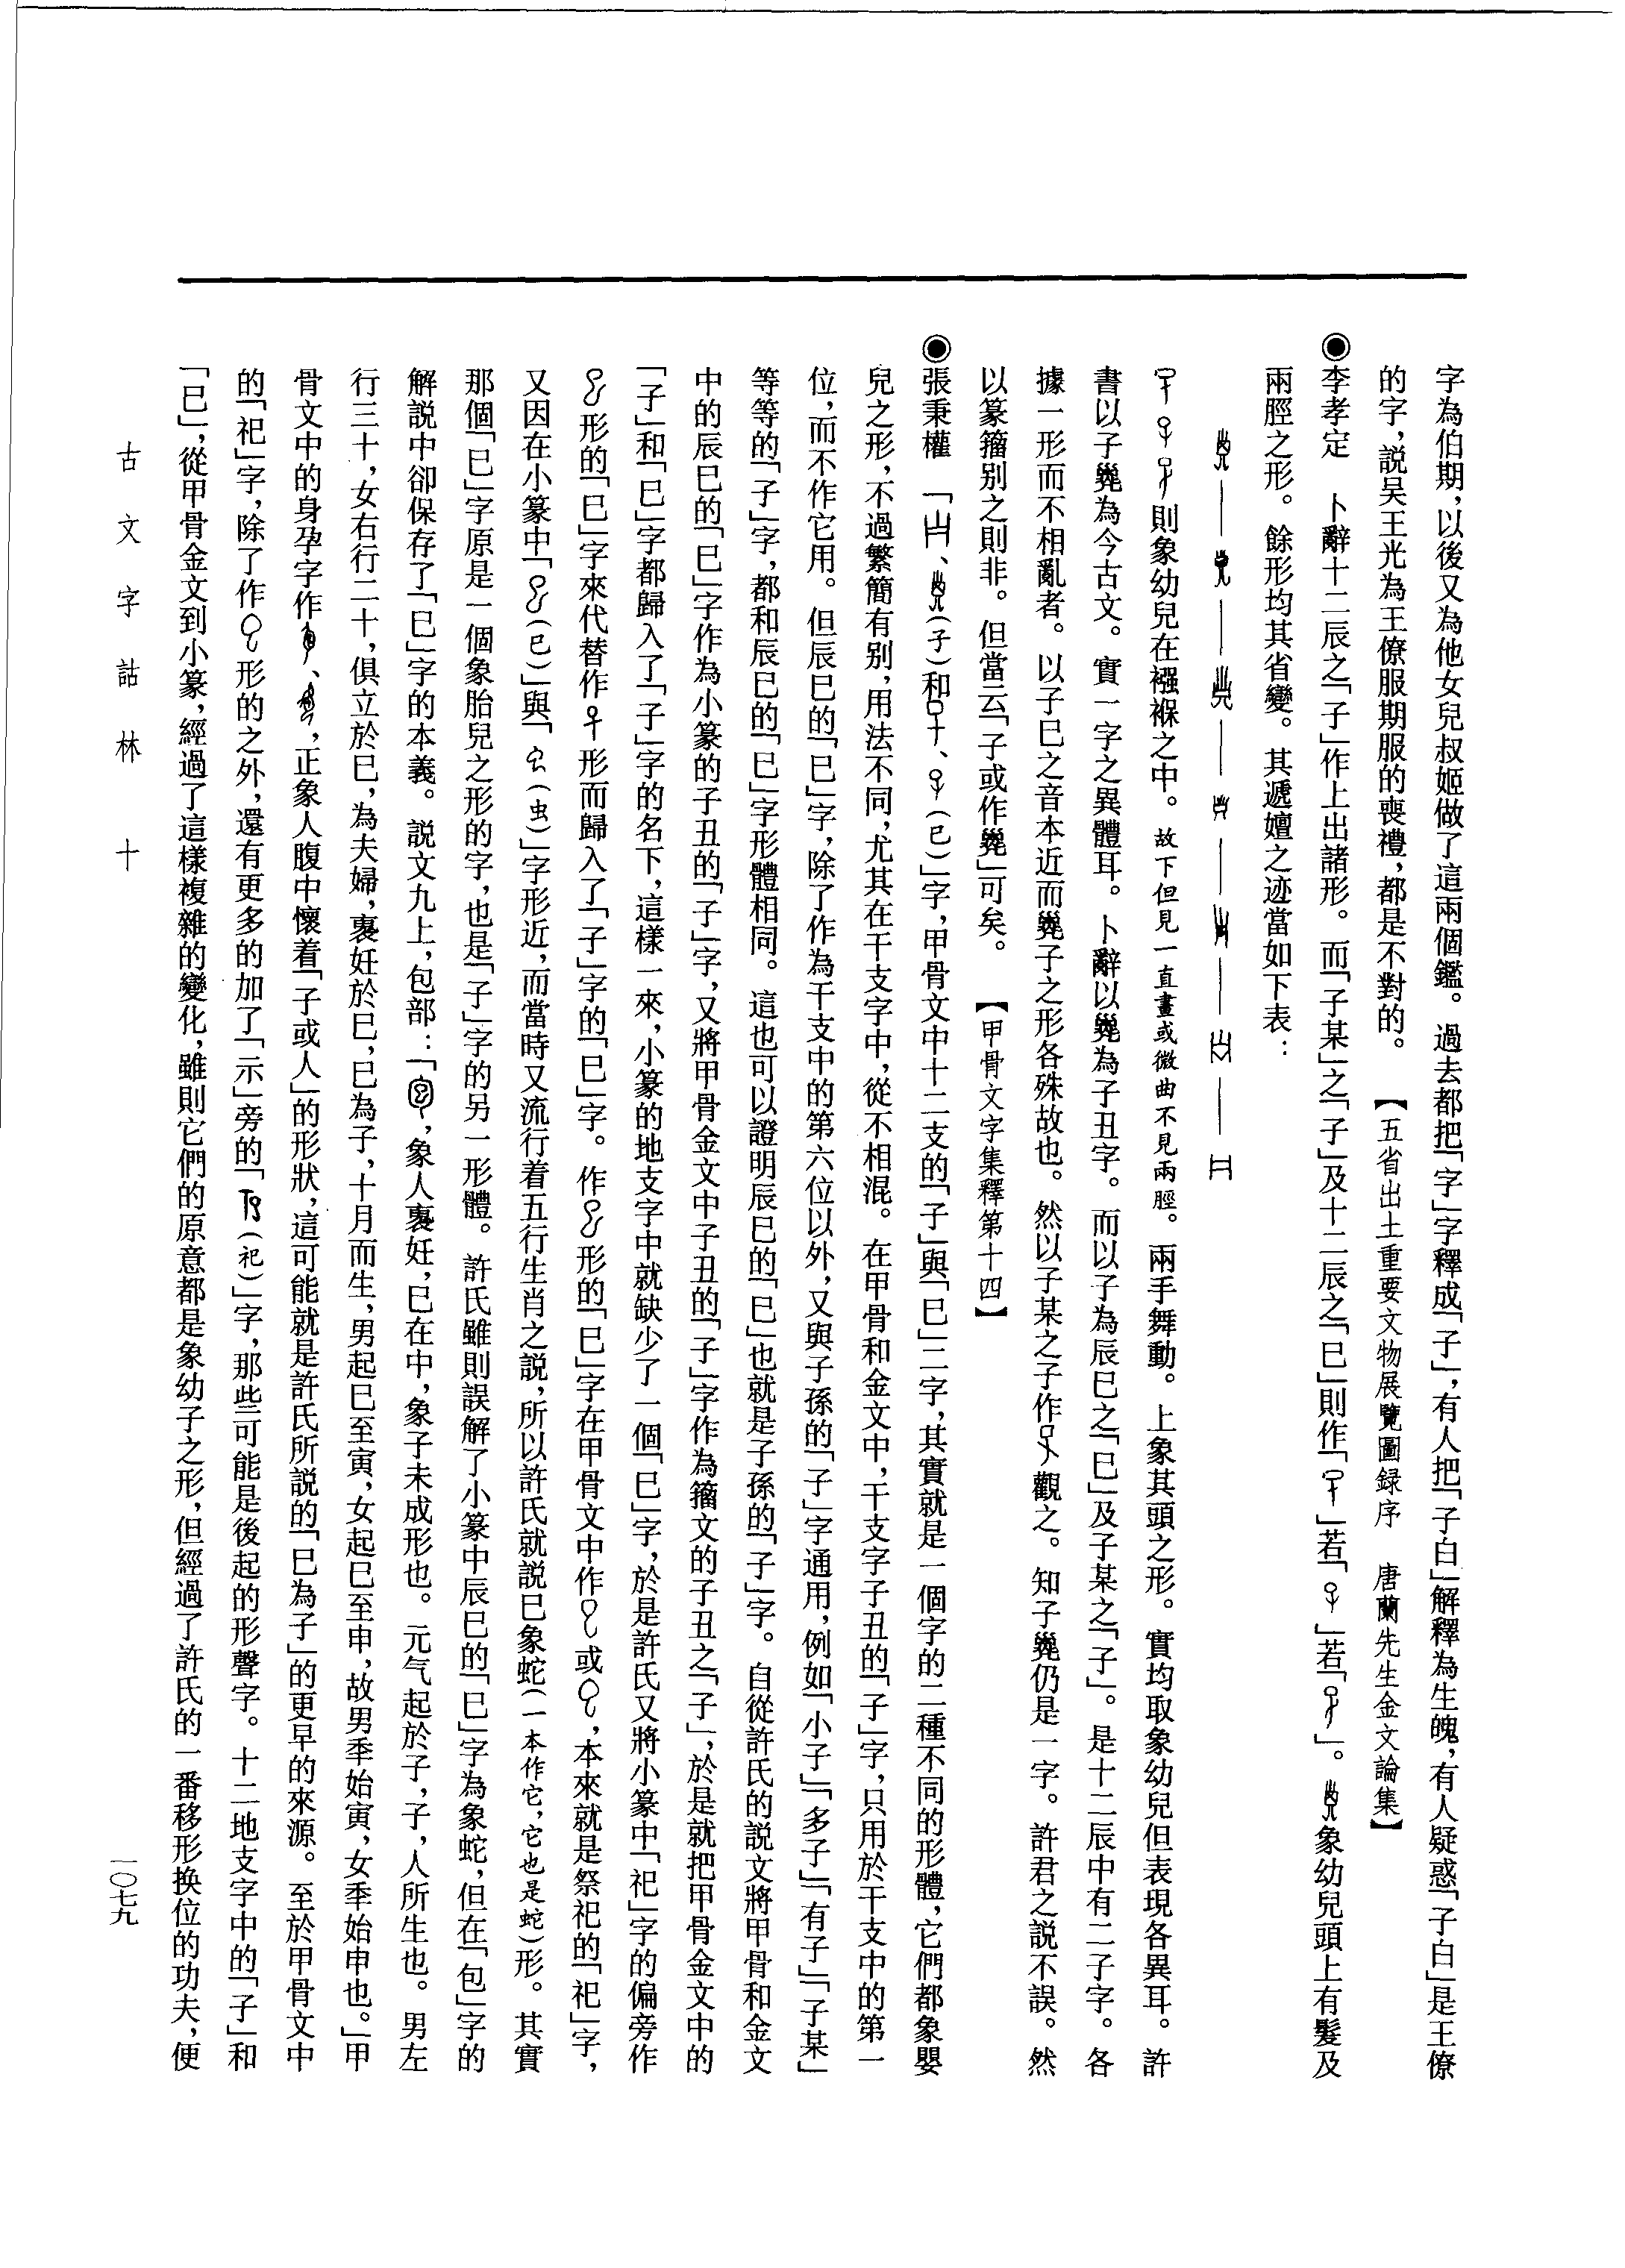 字為伯期，以後又為他女兒叔姬做了這兩個鑑。過去都把「字」字釋成「子」，有人把「子白」解釋為生魄，有人疑惑「子白」是王僚
的字，說吴王光為王僚服期服的喪禮，都是不對的。　【五省出土重要文物展覽圖録序　唐蘭先生金文論集】
◉李孝定　卜辭十二辰之「子」作上出諸形。而「子某」之「子」及十二辰之「巳」則作「」若「」若「」。象幼兒頭上有髮及
兩脛之形。餘形均其省變。其遞嬗之迹當如下表：
則象幼兒在襁褓之中。故下但見一直畫或微曲不見兩脛。兩手舞動。上象其頭之形。實均取象幼兒但表現各異耳。許
書以子㜽為今古文。實一字之異體耳。卜辭以㜽為子丑字。而以子為辰巳之「巳」及子某之「子」。是十二辰中有二子字。各
據一形而不相亂者。以子巳之音本近而㜽子之形各殊故也。然以子某之子作觀之。知子㜽仍是一字。許君之説不誤。然
以篆籀别之則非。但當云「子或作㜽」可矣。　【甲骨文字集釋第十四】
◉張秉權　「、（子）和、（巳）」字，甲骨文中十二支的「子」與「巳」二字，其實就是一個字的二種不同的形體，它們都象嬰
兒之形，不過繁簡有别，用法不同，尤其在干支字中，從不相混。在甲骨和金文中，干支字子丑的「子」字，只用於干支中的第一
位，而不作它用。但辰巳的「巳」字，除了作為干支中的第六位以外，又與子孫的「子」字通用，例如「小子」「多子」「有子」「子某」
等等的「子」字，都和辰巳的「巳」字形體相同。這也可以證明辰巳的「巳」也就是子孫的「子」字。自從許氏的説文將甲骨和金文
中的辰巳的「巳」字作為小篆的子丑的「子」字，又將甲骨金文中子丑的「子」字作為籀文的子丑之「子」，於是就把甲骨金文中的
「子」和「巳」字都歸入了「子」字的名下，這樣一來，小篆的地支字中就缺少了一個「巳」字，於是許氏又將小篆中「祀」字的偏旁作
形的「巳」字來代替作形而歸入了「子」字的「巳」字。作形的「巳」字在甲骨文中作或，本來就是祭祀的「祀」字，
又因在小篆中「（巳）」與「（虫）」字形近，而當時又流行着五行生肖之説，所以許氏就説巳象蛇（一本作它，它也是蛇）形。其實
那個「巳」字原是一個象胎兒之形的字，也是「子」字的另一形體。許氏雖則誤解了小篆中辰巳的「巳」字為象蛇，但在「包」字的
解説中卻保存了「巳」字的本義。説文九上，包部：「，象人裹妊，巳在中，象子未成形也。元气起於子，子，人所生也。男左
行三十，女右行二十，俱立於巳，為夫婦，裹妊於巳，巳為子，十月而生，男起巳至寅，女起巳至申，故男秊始寅，女秊始申也。」甲
骨文中的身孕字作、，正象人腹中懷着「子或人」的形狀，這可能就是許氏所説的「巳為子」的更早的來源。至於甲骨文中
的「祀」字，除了作形的之外，還有更多的加了「示」旁的「（祀）」字，那些可能是後起的形聲字。十二地支字中的「子」和
「巳」，從甲骨金文到小篆，經過了這樣複雜的變化，雖則它們的原意都是象幼子之形，但經過了許氏的一番移形换位的功夫，便
古文字詁林　十
一〇七九